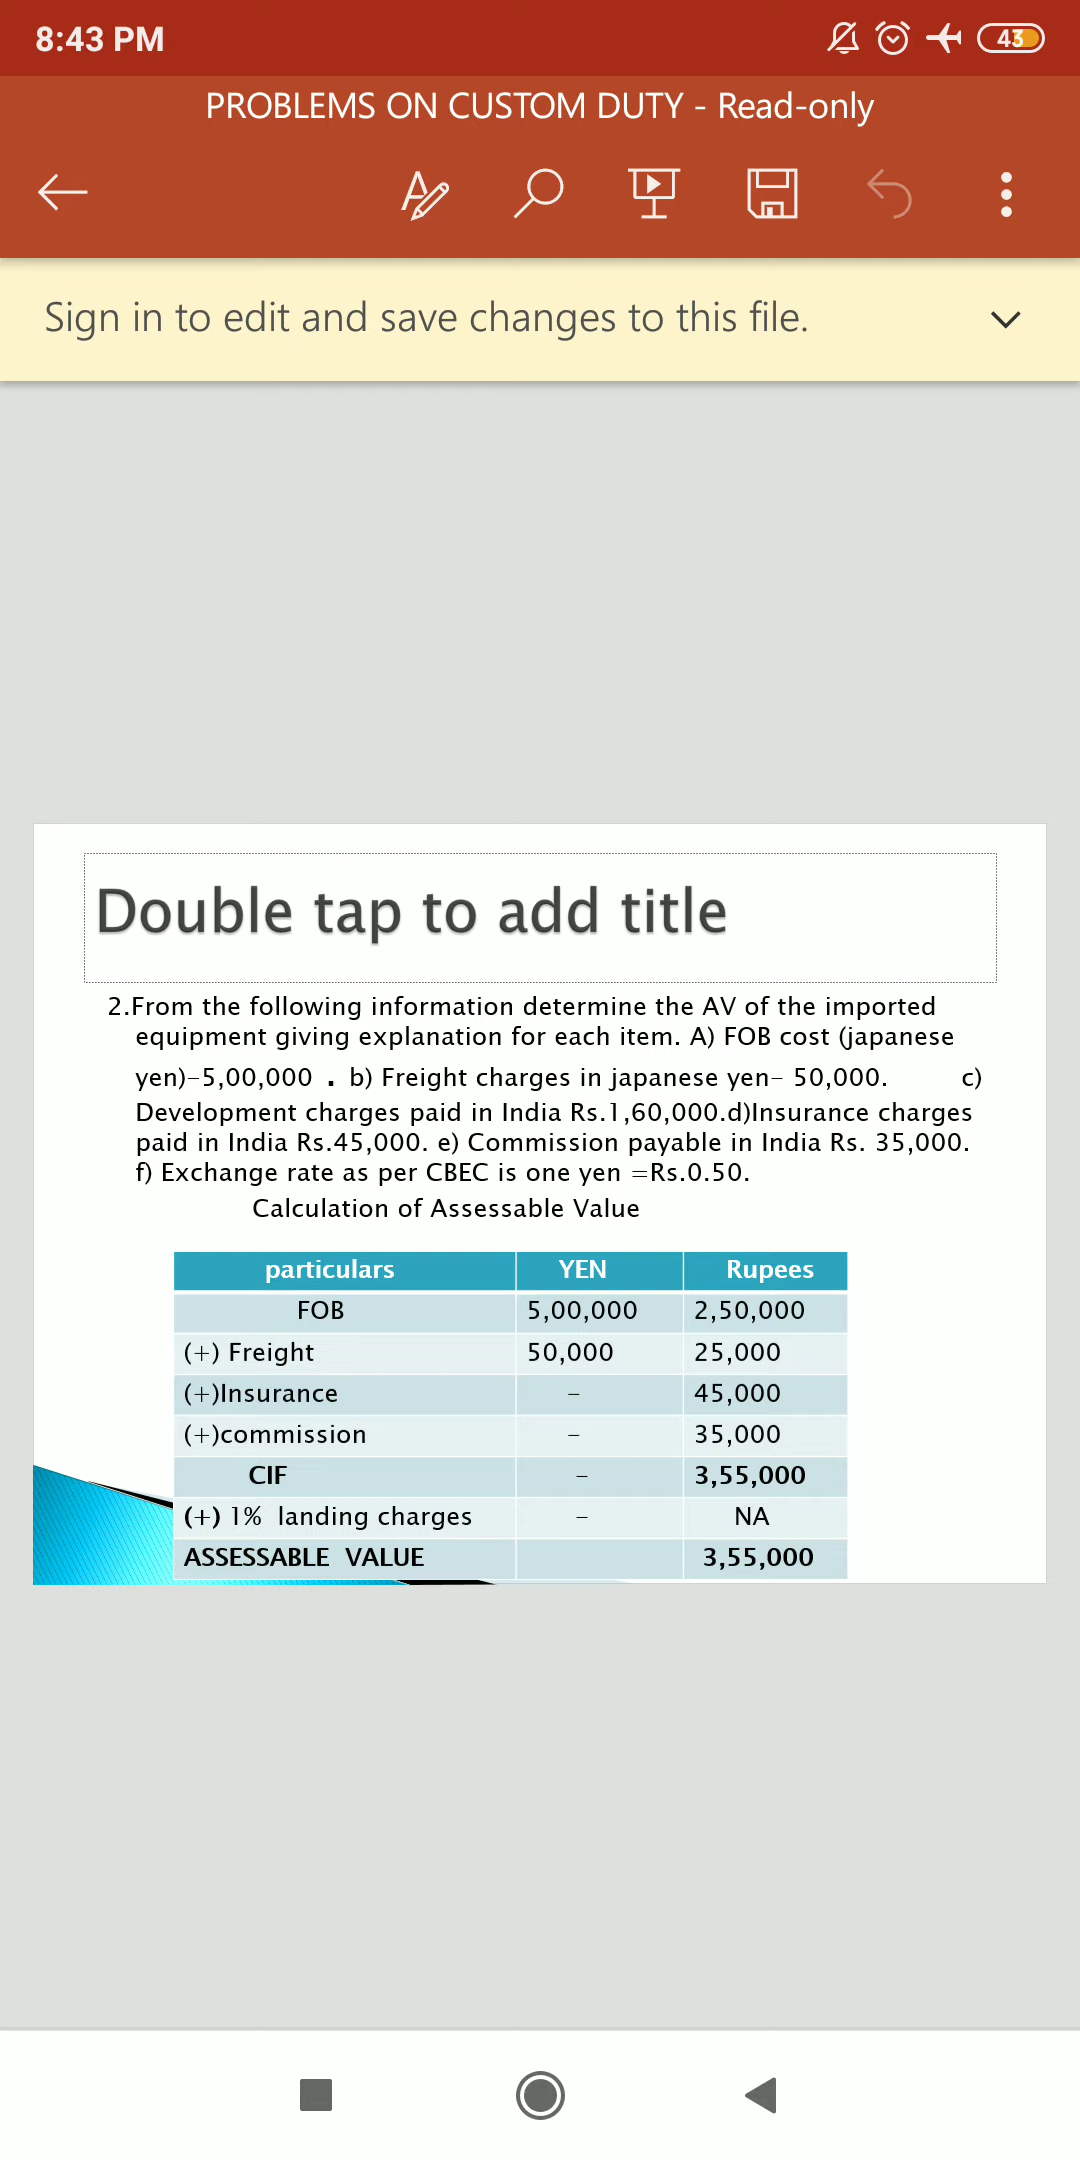 8:43 PM
43
PROBLEMS ON CUSTOM DUTY - Read-only
Sign in to edit and save changes to this file.
Double tap to add title
2.From the following information determine the AV of the imported
equipment giving explanation for each item. A) FOB cost (japanese
yen)-5,00,000 . b) Freight charges in japanese yen- 50,000. c)
Development charges paid in India Rs.1,60,000.d)Insurance charges
paid in India Rs.45,000. e) Commission payable in India Rs. 35,000.
f) Exchange rate as per CBEC is one yen =Rs.0.50.
Calculation of Assessable Value
particulars YEN Rupees
FOB 5,00,000 2,50,000
(+) Freight 50,000 25,000
(+)Insurance - 45,000
(+)commission - 35,000
CIF - 3,55,000
(+) 1% landing charges - NA
ASSESSABLE VALUE 3,55,000